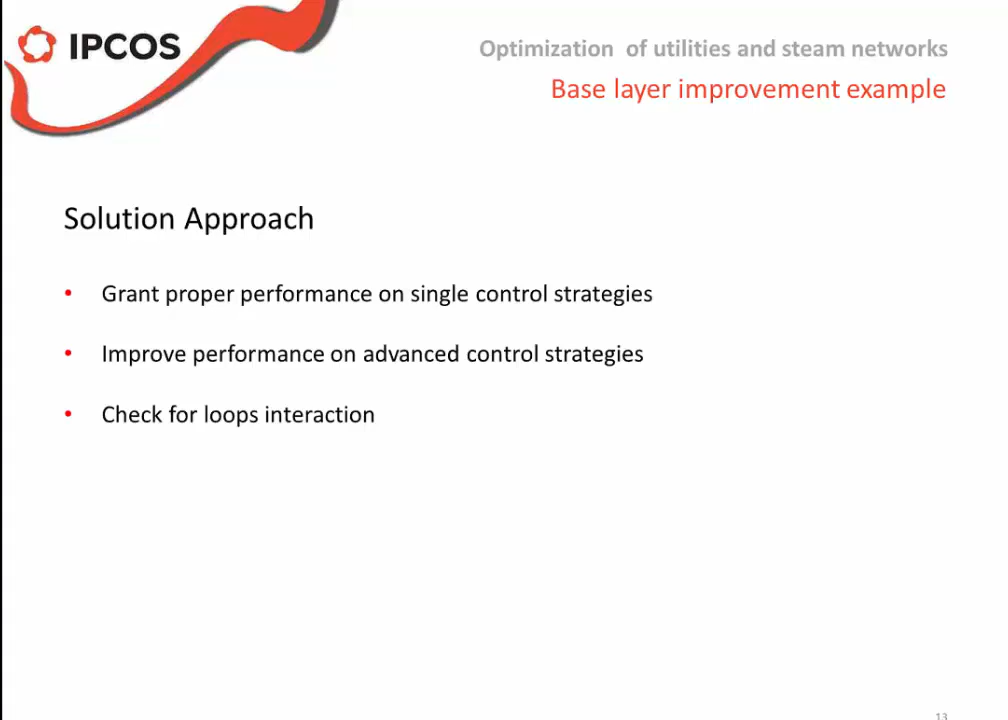 IPCOS
Optimization of utilities and steam networks
Base layer improvement example
Solution Approach
• Grant proper performance on single control strategies
• Improve performance on advanced control strategies
• Check for loops interaction
13